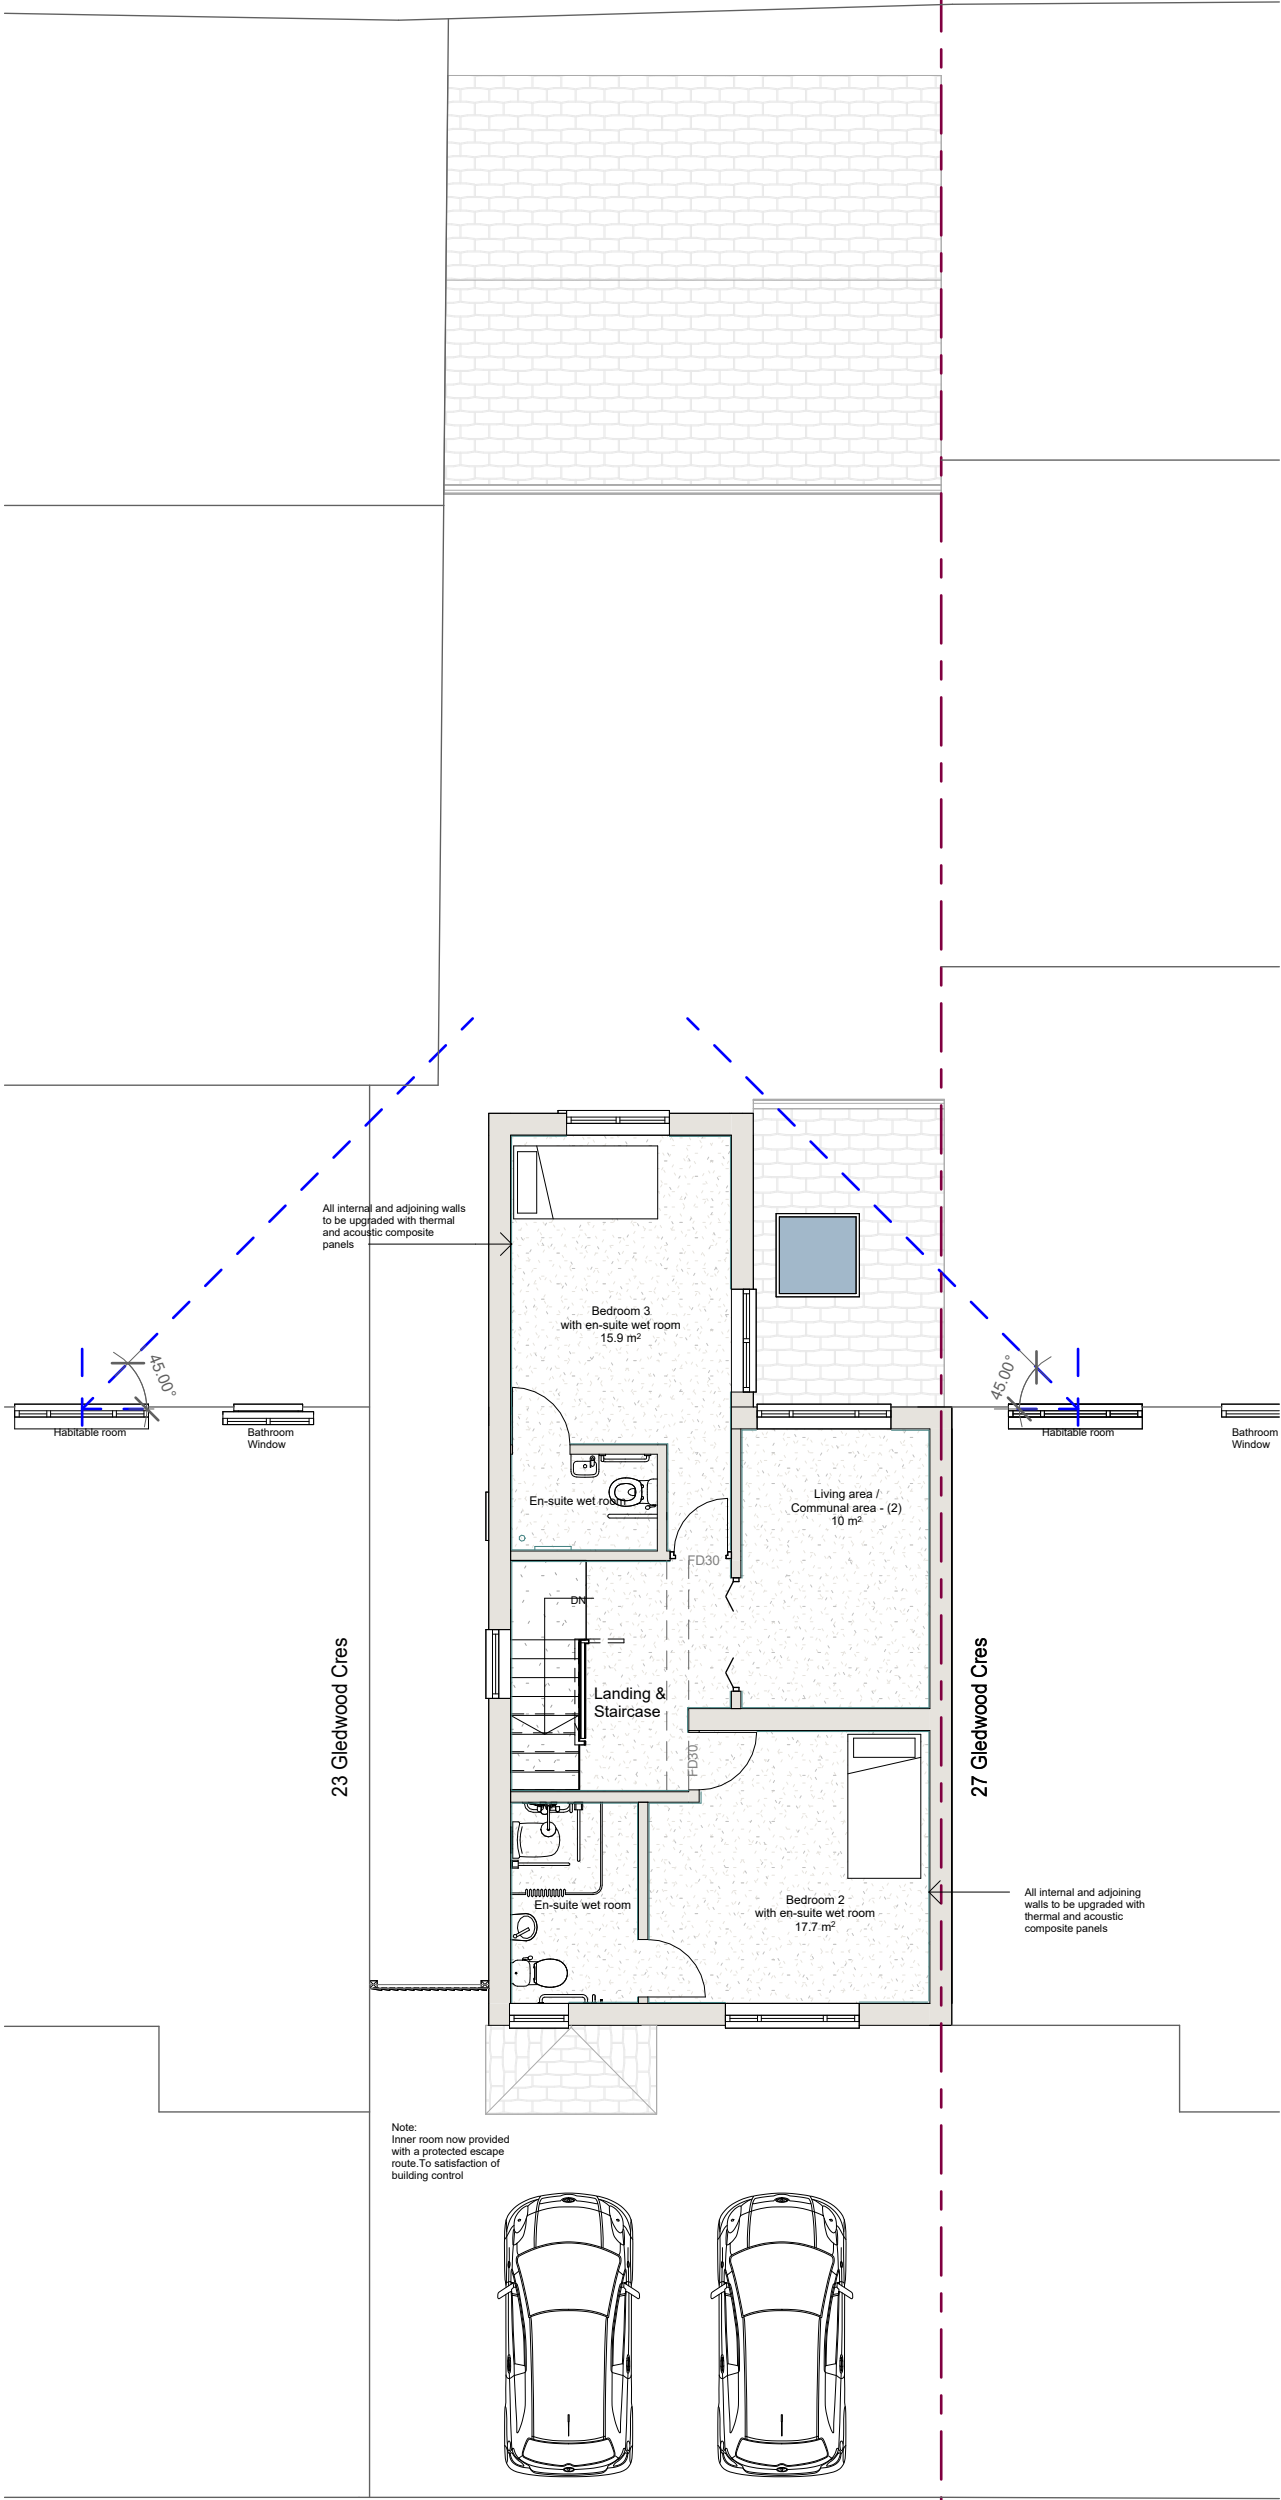 All internal and adjoining walls
to be upgraded with thermal
and acoustic composite
panels
Bedroom 3
with en-suite wet room
15.9 m²
45.00°
45.00°
Habitable room
Bathroom
Window
Habitable room
Bathroom
Window
Living area /
Communal area - (2)
10 m²
En-suite wet room
FD30
DN
23 Gledwood Cres
Landing &
Staircase
27 Gledwood Cres
FD30
Bedroom 2
with en-suite wet room
17.7 m²
En-suite wet room
All internal and adjoining
walls to be upgraded with
thermal and acoustic
composite panels
Note:
Inner room now provided
with a protected escape
route.To satisfaction of
building control